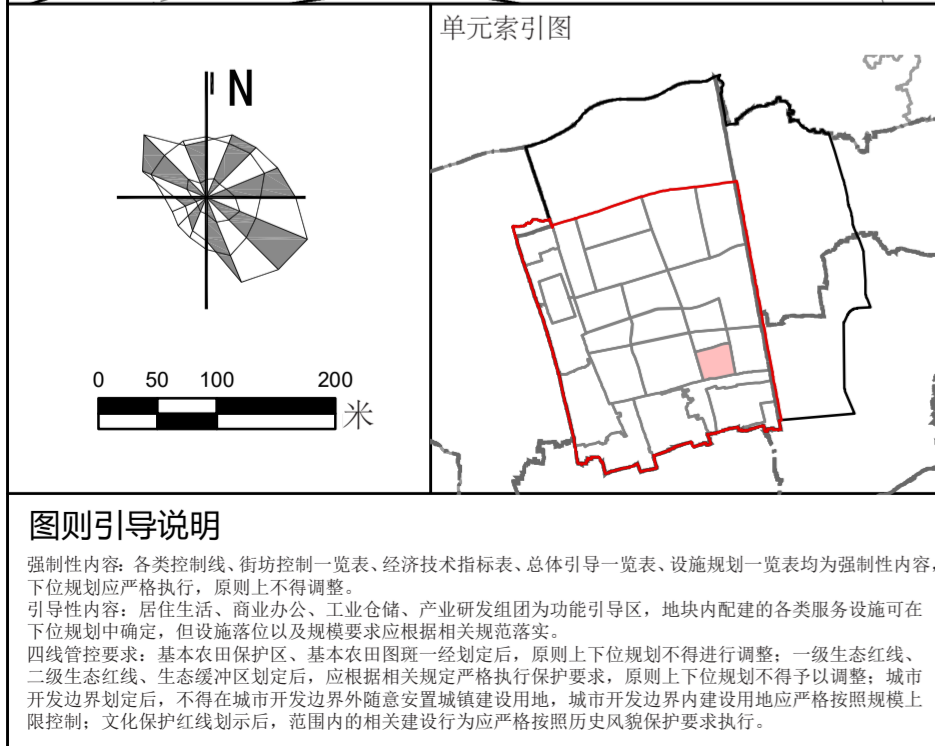 单元索引图
N
0 50 100 200
米
图则引导说明
强制性内容：各类控制线、街坊控制一览表、经济技术指标表、总体引导一览表、设施规划一览表均为强制性内容，
下位规划应严格执行，原则上不得调整。
引导性内容：居住生活、商业办公、工业仓储、产业研发组团为功能引导区，地块内配建的各类服务设施可在
下位规划中确定，但设施落位以及规模要求应根据相关规范落实。
四线管控要求：基本农田保护区、基本农田图斑一经划定后，原则上下位规划不得进行调整；一级生态红线、
二级生态红线、生态缓冲区划定后，应根据相关规定严格执行保护要求，原则上下位规划不得予以调整；城市
开发边界划定后，不得在城市开发边界外随意安置城镇建设用地，城市开发边界内建设用地应严格按照规模上
限控制；文化保护红线划示后，范围内的相关建设行为应严格按照历史风貌保护要求执行。